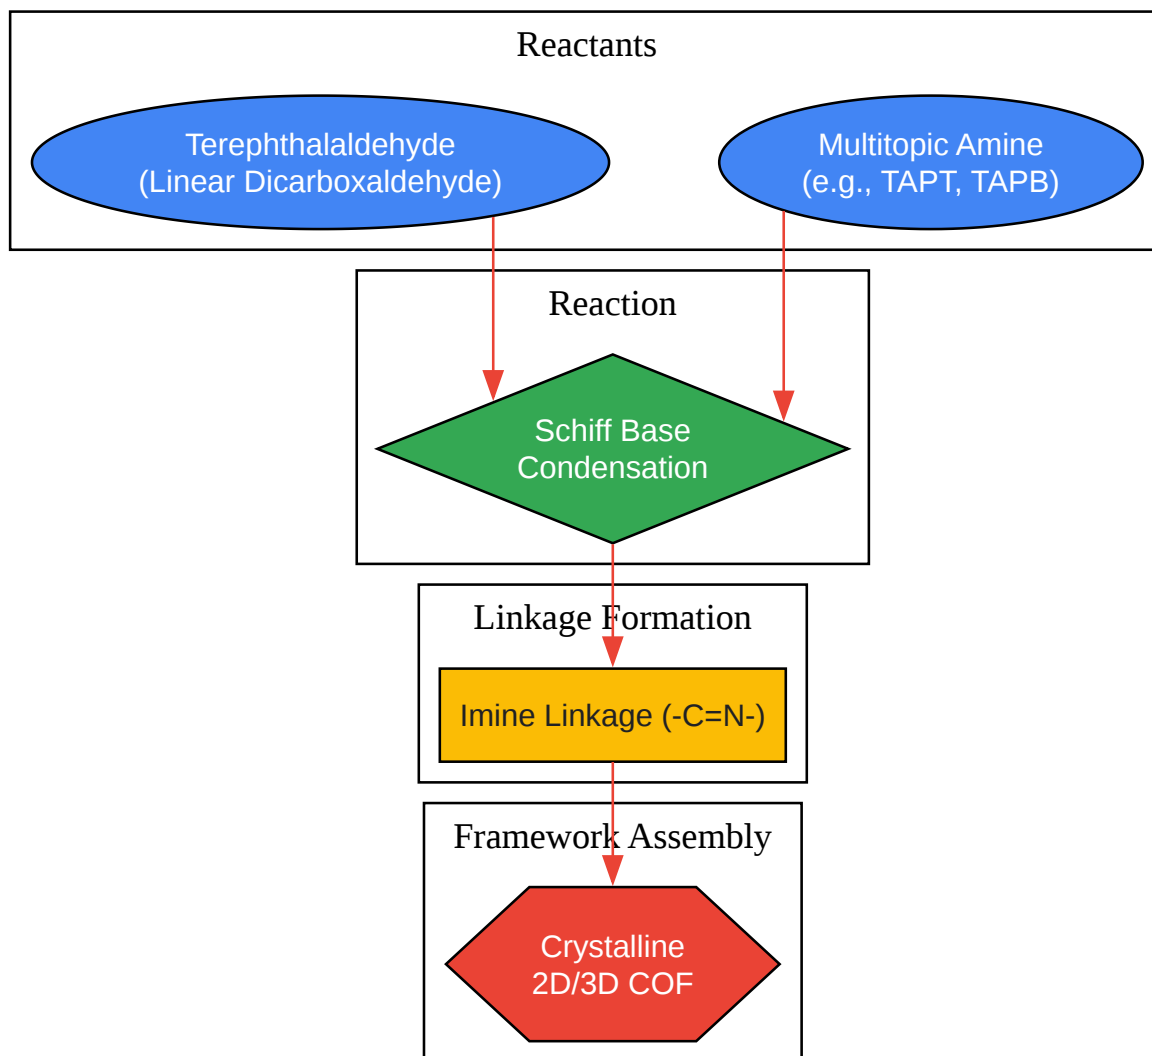 Reactants
Terephthalaldehyde
(Linear Dicarboxaldehyde)
Multitopic Amine
(e.g., TAPT, TAPB)
Reaction
Schiff Base
Condensation
Linkage Formation
Imine Linkage (-C=N-)
Framework Assembly
Crystalline
2D/3D COF